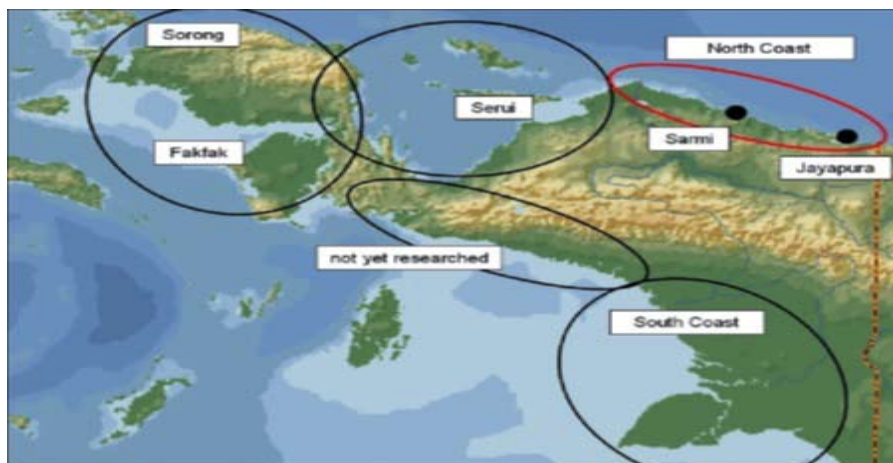 Sorong
North Coast
Serui
Sarmi
Fakfak
Jayapura
not yet researched
South Coast